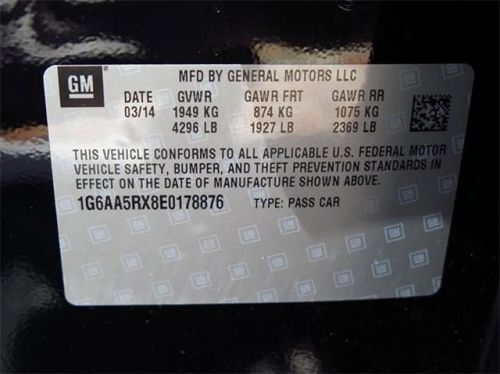 GM
MFD BY GENERAL MOTORS LLC
DATE GVWR GAWR FRT GAWR RR
03/14 1949 KG 874 KG 1075 KG
4296 LB 1927 LB 2369 LB
THIS VEHICLE CONFORMS TO ALL APPLICABLE U.S. FEDERAL MOTOR
VEHICLE SAFETY, BUMPER, AND THEFT PREVENTION STANDARDS IN
EFFECT ON THE DATE OF MANUFACTURE SHOWN ABOVE.
1G6AA5RX8E0178876 TYPE: PASS CAR